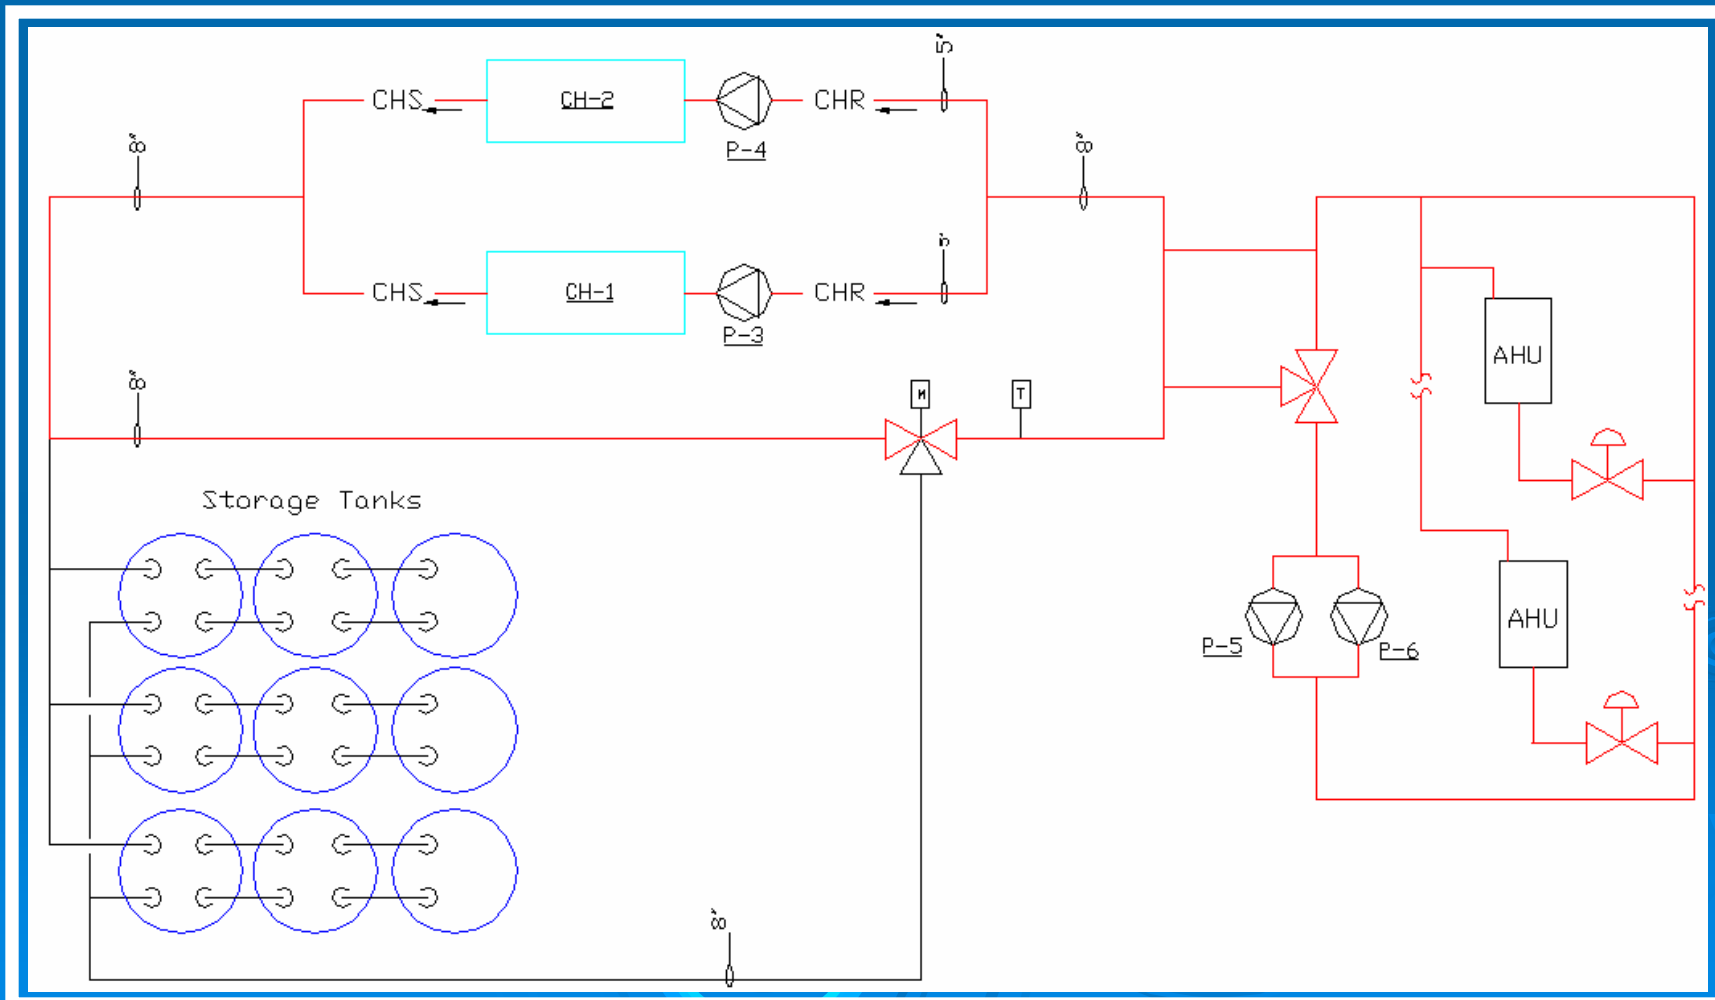 5"
CHS
CH-2
CHR
P-4
8"
8"
5"
CHS
CH-1
CHR
P-3
AHU
8"
M
T
Storage Tanks
AHU
P-5
P-6
8"